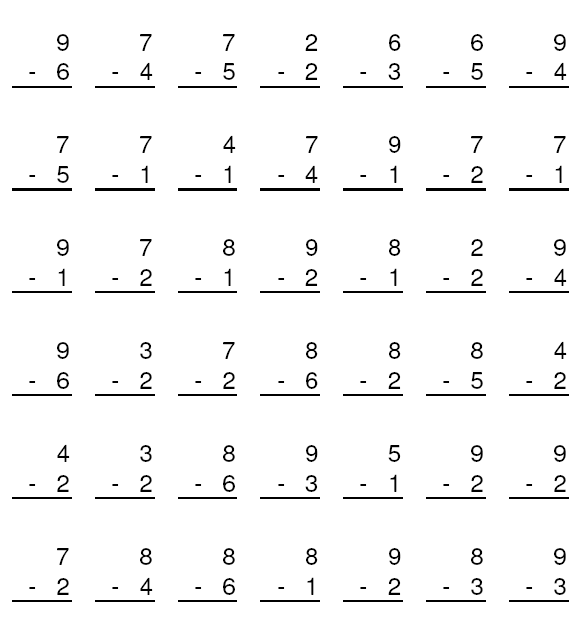 9 7 7 2 6 6 9
- 6 - 4 - 5 - 2 - 3 - 5 - 4
7 7 4 7 9 7 7
- 5 - 1 - 1 - 4 - 1 - 2 - 1
9 7 8 9 8 2 9
- 1 - 2 - 1 - 2 - 1 - 2 - 4
9 3 7 8 8 8 4
- 6 - 2 - 2 - 6 - 2 - 5 - 2
4 3 8 9 5 9 9
- 2 - 2 - 6 - 3 - 1 - 2 - 2
7 8 8 8 9 8 9
- 2 - 4 - 6 - 1 - 2 - 3 - 3